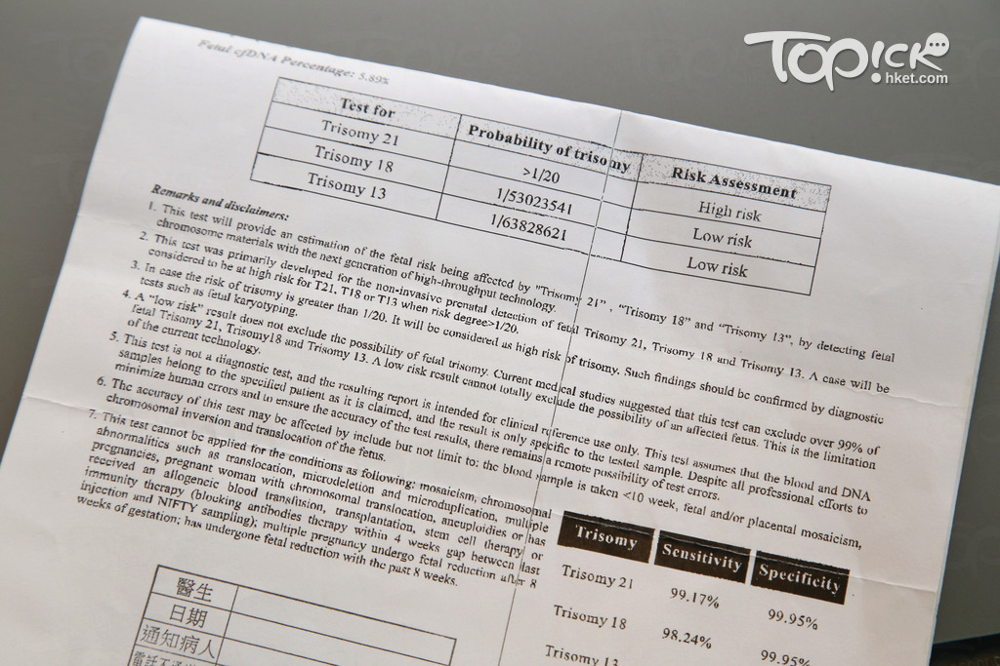 TOPick
hket.com
Fetal cfDNA Percentage: 5.89%
Test for Probability of trisomy Risk Assessment
Trisomy 21 >1/20 High risk
Trisomy 18 1/53023541 Low risk
Trisomy 13 1/63828621 Low risk
Remarks and disclaimers:
1. This test will provide an estimation of the fetal risk being affected by "Trisomy 21" , "Trisomy 18" and "Trisomy 13", by detecting fetal
chromosome materials with the next generation of high-throughput technology.
2. This test was primarily developed for the non-invasive prenatal detection of fetal Trisomy 21, Trisomy 18 and Trisomy 13. A case will be
considered to be at high risk for T21, T18 or T13 when risk degree>1/20.
3. In case the risk of trisomy is greater than 1/20. It will be considered as high risk of trisomy. Such findings should be confirmed by diagnostic
tests such as fetal karyotyping.
4. A "low risk" result does not exclude the possibility of fetal trisomy. Current medical studies suggested that this test can exclude over 99% of
fetal Trisomy 21, Trisomy18 and Trisomy 13. A low risk result cannot totally exclude the possibility of an affected fetus. This is the limitation
of the current technology.
5. This test is not a diagnostic test, and the resulting report is intended for clinical reference use only. This test assumes that the blood and DNA
samples belong to the specified patient as it is claimed, and the result is only specific to the tested sample. Despite all professional efforts to
minimize human errors and to ensure the accuracy of the test results, there remains a remote possibility of test errors.
6. The accuracy of this test may be affected by include but not limit to: the blood sample is taken <10 week, fetal and/or placental mosaicism,
chromosomal inversion and translocation of the fetus.
7. This test cannot be applied for the conditions as following: mosaicism, chromosomal
abnormalities such as translocation, microdeletion and microduplication, multiple
pregnancies, pregnant woman with chromosomal translocation, aneuploidies or has
received an allogenic blood transfusion, transplantation, stem cell therapy or
immunity therapy (blocking antibodies therapy within 4 weeks gap between last
injection and NIFTY sampling); multiple pregnancy undergo fetal reduction after 8
weeks of gestation; has undergone fetal reduction with the past 8 weeks.
Trisomy Sensitivity Specificity
Trisomy 21 99.17% 99.95%
Trisomy 18 98.24% 99.95%
Trisomy 13
醫生
日期
通知病人